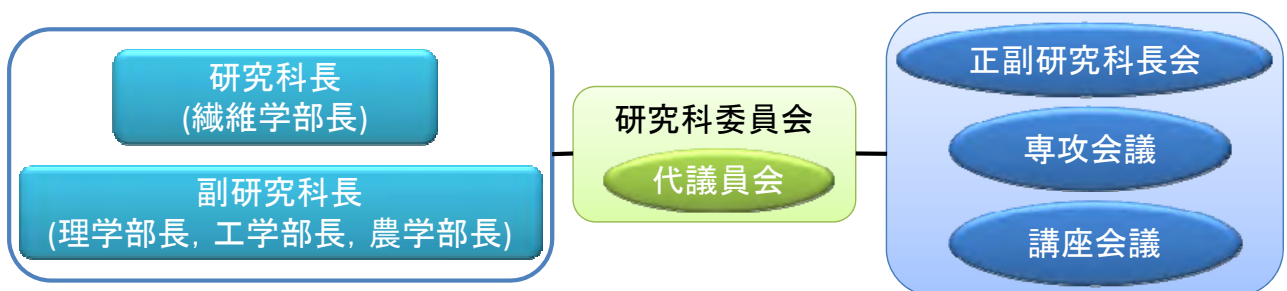 研究科長
(繊維学部長)
副研究科長
(理学部長, 工学部長, 農学部長)
研究科委員会
代議員会
正副研究科長会
専攻会議
講座会議